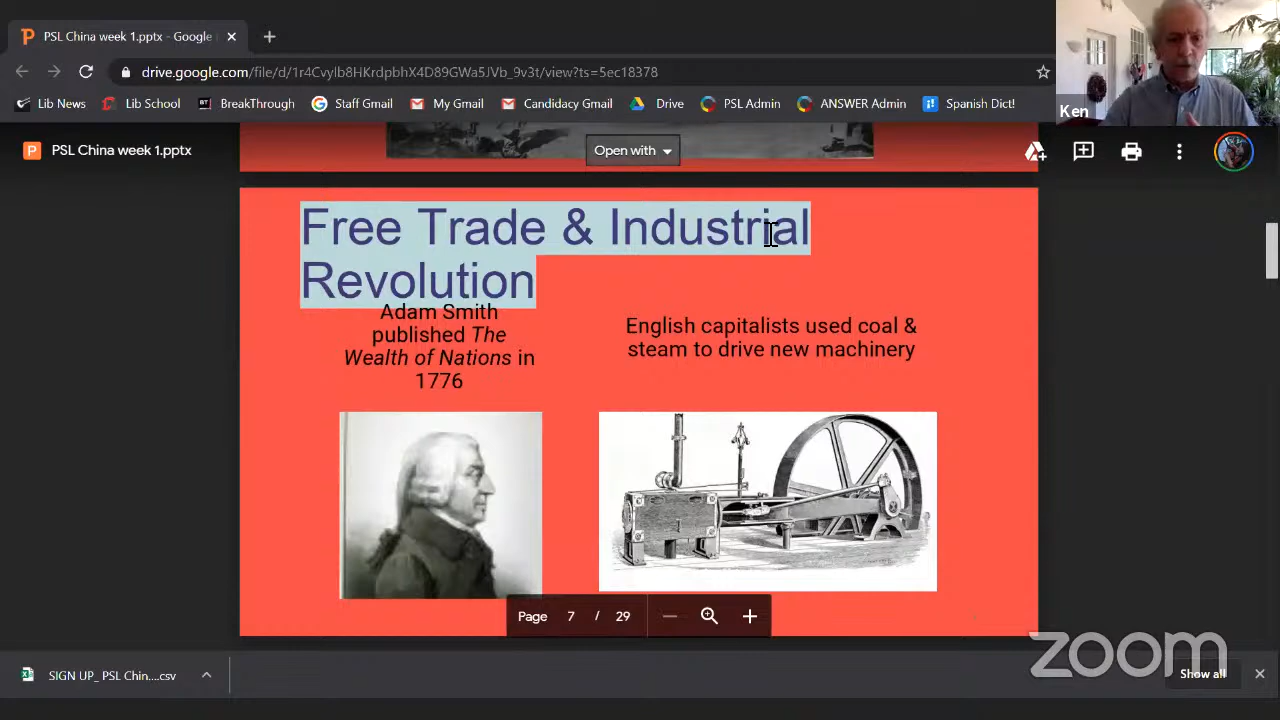 PSL China week 1.pptx - Google
drive.google.com/file/d/1r4Cvylb8HKrdpbhX4D89GWa5JVb_9v3t/view?ts=5ec18378
Lib News
Lib School
BT
BreakThrough
Staff Gmail
My Gmail
Candidacy Gmail
Drive
PSL Admin
ANSWER Admin
Spanish Dict!
Ken
P
PSL China week 1.pptx
Open with
Free Trade & Industrial
Revolution
Adam Smith
published The
Wealth of Nations in
1776
English capitalists used coal &
steam to drive new machinery
Page 7 / 29
zoom
SIGN UP_ PSL Chin....csv
Show all